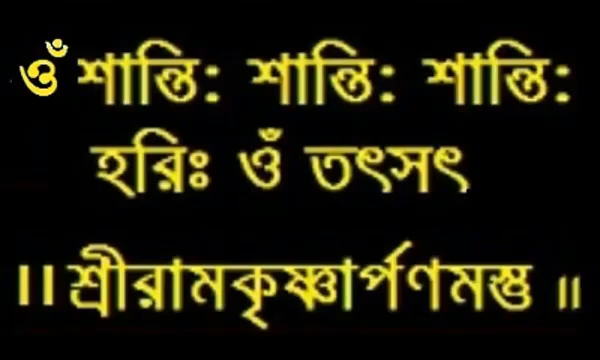 ওঁ শান্তি: শান্তি: শান্তি:
হরিঃ ওঁ তৎসৎ
।। শ্রীরামকৃষ্ণার্পণমস্তু ॥